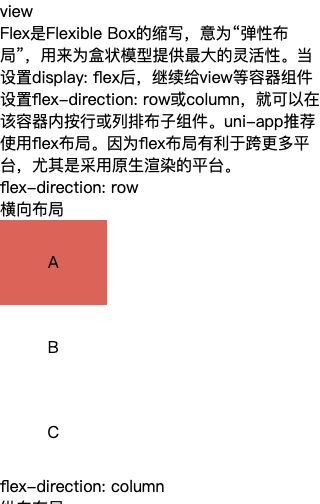 view
Flex是Flexible Box的缩写，意为“弹性布
局”，用来为盒状模型提供最大的灵活性。当
设置display: flex后，继续给view等容器组件
设置flex-direction: row或column，就可以在
该容器内按行或列排布子组件。uni-app推荐
使用flex布局。因为flex布局有利于跨更多平
台，尤其是采用原生渲染的平台。
flex-direction: row
横向布局
A
B
C
flex-direction: column
纵向布局